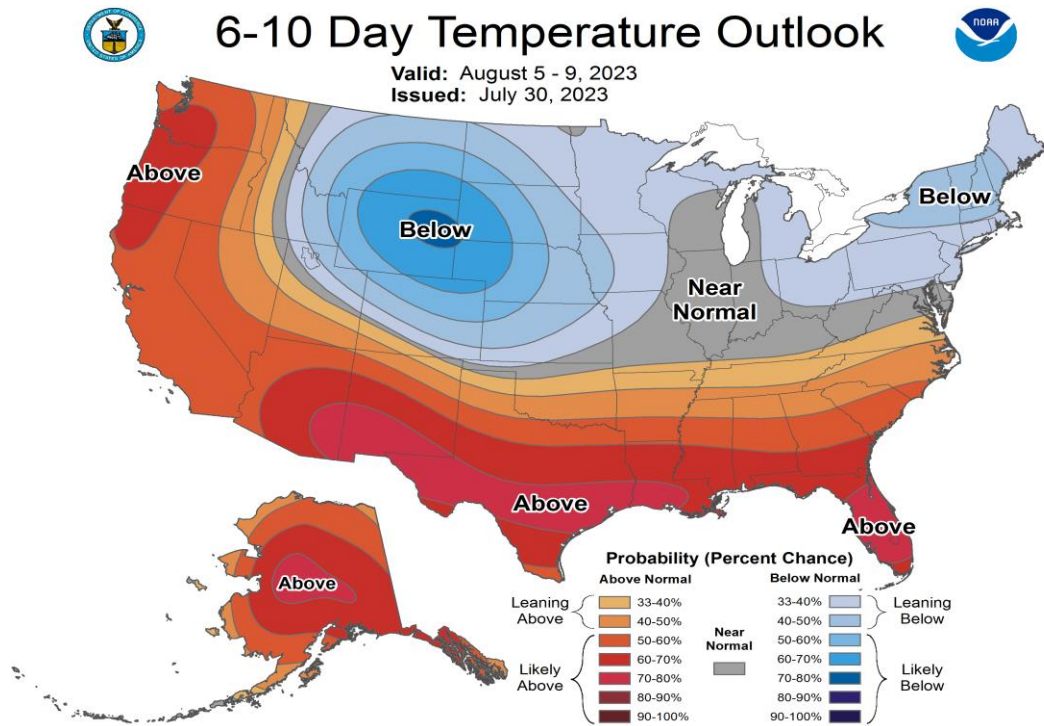 6-10 Day Temperature Outlook
NOAA
Valid: August 5 - 9, 2023
Issued: July 30, 2023
Above
Below
Below
Near
Normal
Above
Above
Above
Probability (Percent Chance)
Above Normal
Below Normal
Leaning
Above
33-40%
40-50%
Likely
Above
50-60%
60-70%
70-80%
80-90%
90-100%
Near
Normal
33-40%
40-50%
Leaning
Below
50-60%
60-70%
70-80%
80-90%
90-100%
Likely
Below